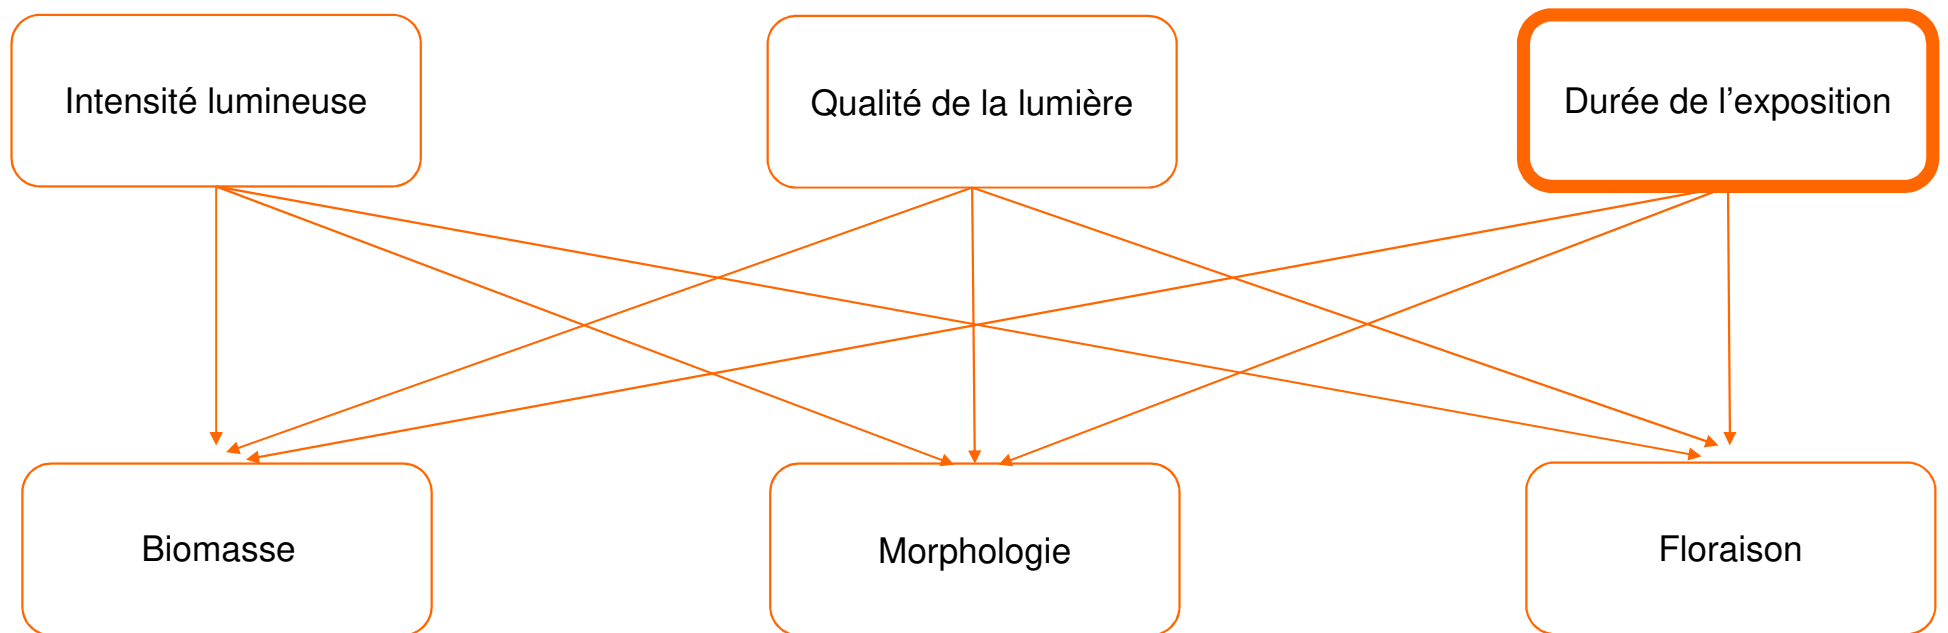 Intensité lumineuse
Qualité de la lumière
Durée de l’exposition
Biomasse
Morphologie
Floraison